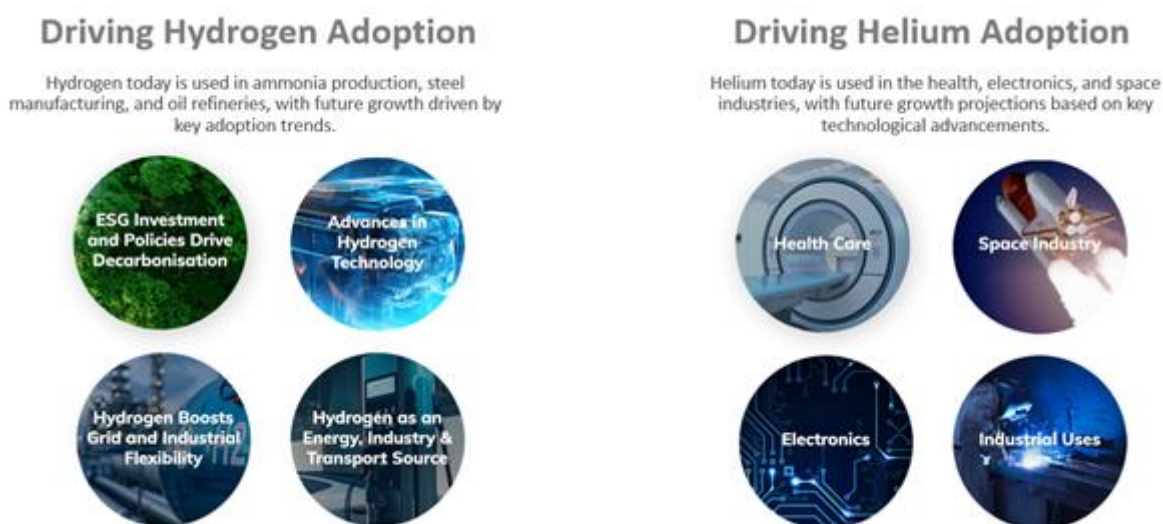 Driving Hydrogen Adoption
Hydrogen today is used in ammonia production, steel
manufacturing, and oil refineries, with future growth driven by
key adoption trends.
ESG Investment
and Policies Drive
Decarbonisation
Advances in
Hydrogen
Technology
Hydrogen Boosts
Grid and Industrial
Flexibility
Hydrogen as an
Energy, Industry &
Transport Source
Driving Helium Adoption
Helium today is used in the health, electronics, and space
industries, with future growth projections based on key
technological advancements.
Health Care
Space Industry
Electronics
Industrial Uses